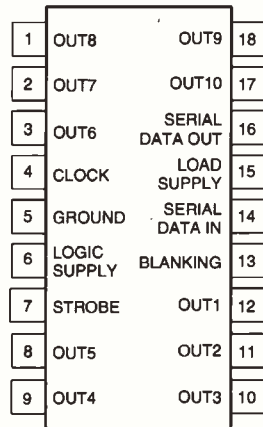 1 OUT8 OUT9 18
2 OUT7 OUT10 17
3 OUT6 SERIAL DATA OUT 16
4 CLOCK LOAD SUPPLY 15
5 GROUND SERIAL DATA IN 14
6 LOGIC SUPPLY BLANKING 13
7 STROBE OUT1 12
8 OUT5 OUT2 11
9 OUT4 OUT3 10